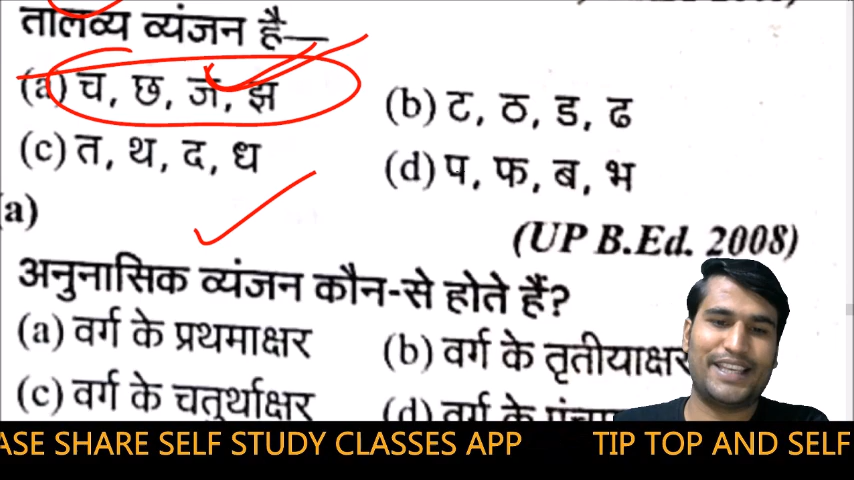 तालव्य व्यंजन है—
(a) च, छ, ज, झ
(b) ट, ठ, ड, ढ
(c) त, थ, द, ध
(d) प, फ, ब, भ
(a)
(UP B.Ed. 2008)
अनुनासिक व्यंजन कौन-से होते हैं?
(a) वर्ग के प्रथमाक्षर
(b) वर्ग के तृतीयाक्षर
(c) वर्ग के चतुर्थाक्षर
(d) वर्ग के
ASE SHARE SELF STUDY CLASSES APP TIP TOP AND SELF